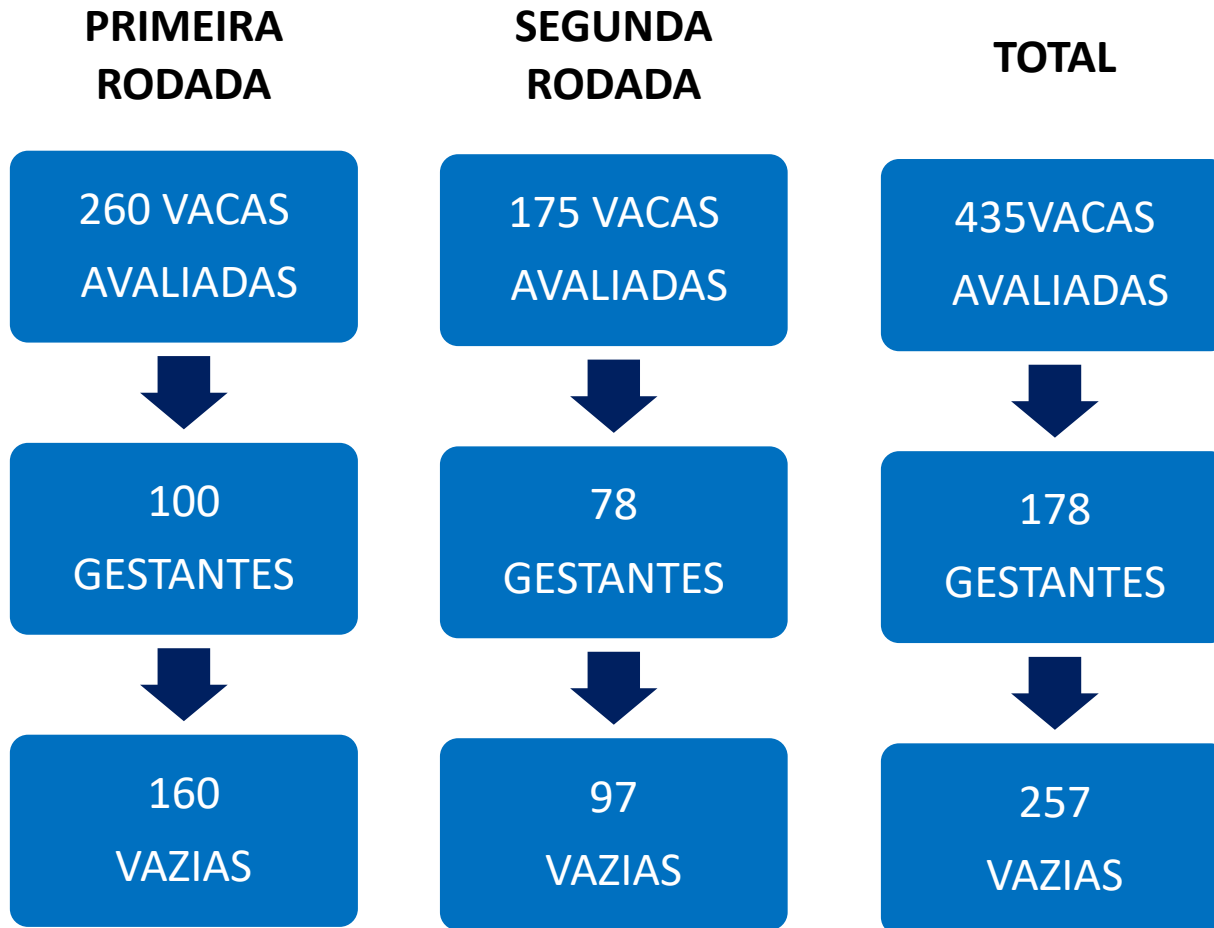 PRIMEIRA
RODADA
260 VACAS
AVALIADAS
100
GESTANTES
160
VAZIAS
SEGUNDA
RODADA
175 VACAS
AVALIADAS
78
GESTANTES
97
VAZIAS
TOTAL
435VACAS
AVALIADAS
178
GESTANTES
257
VAZIAS